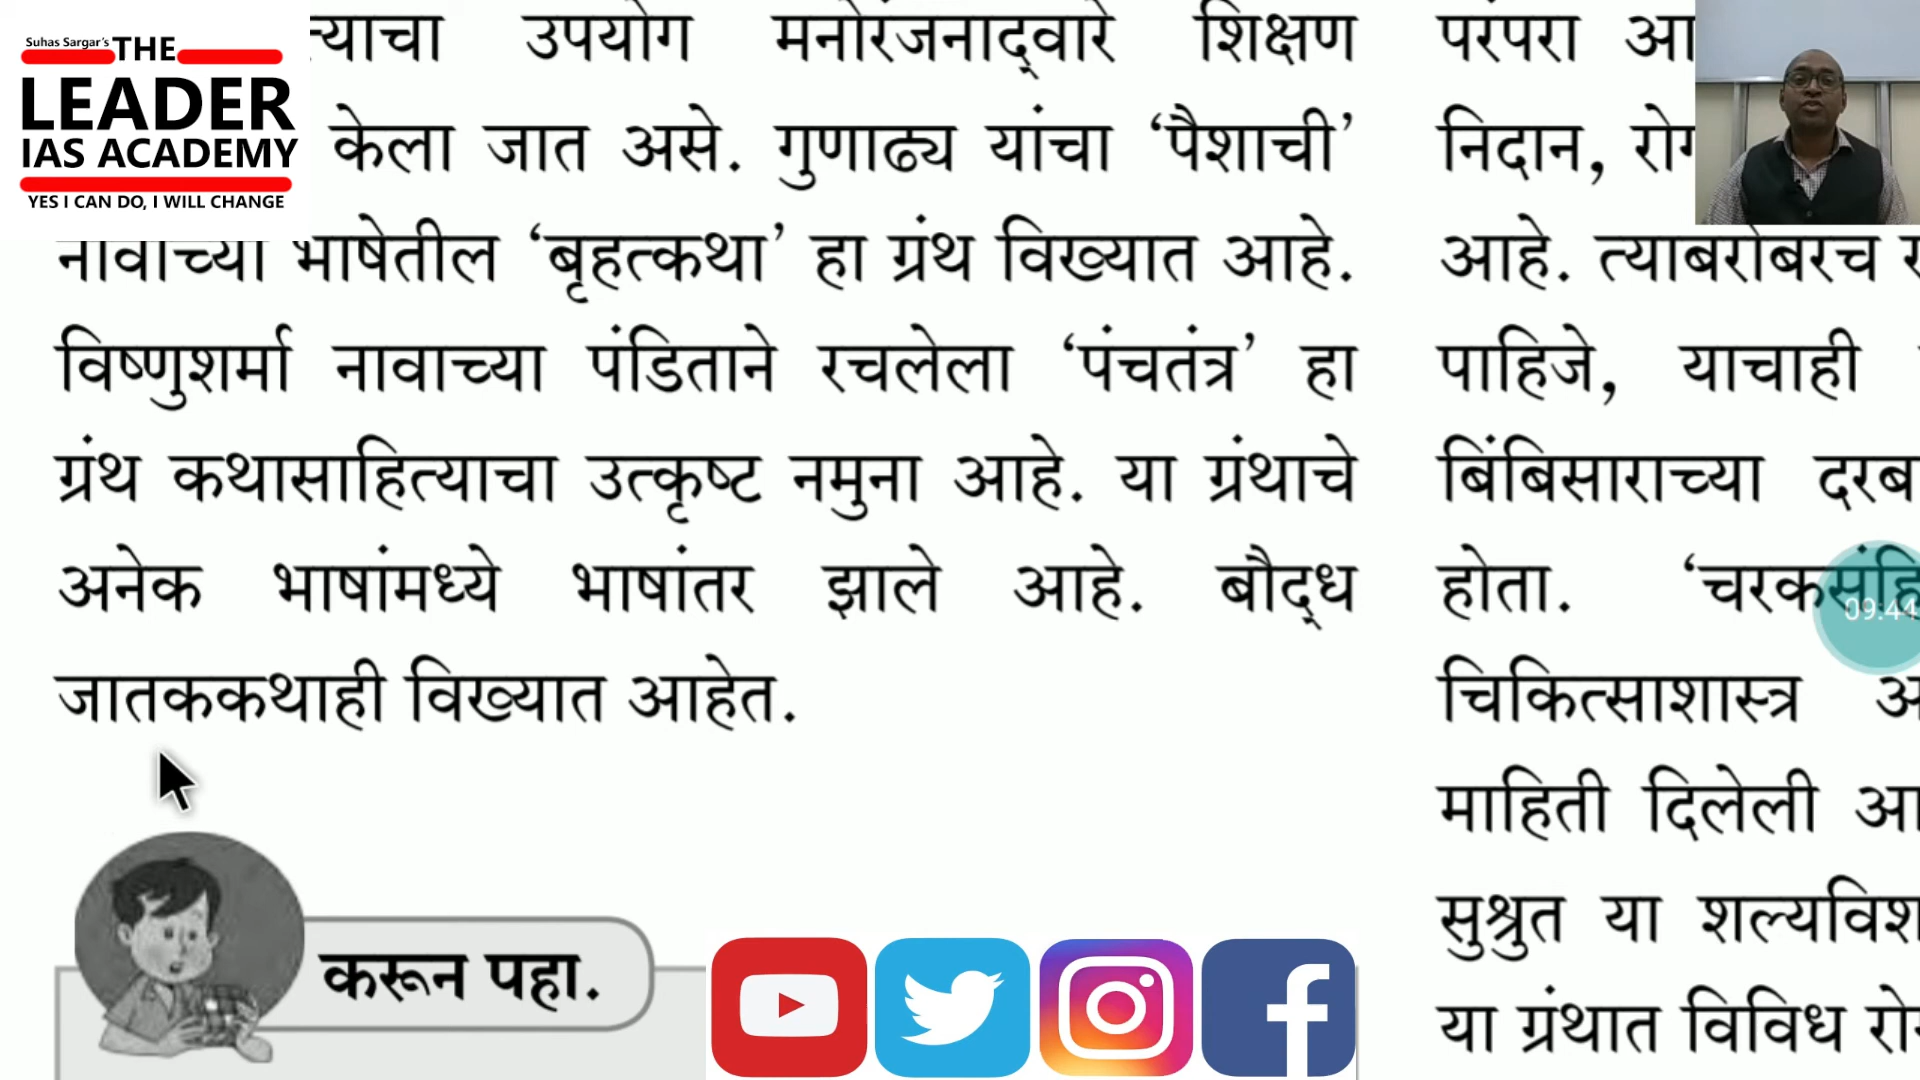 Suhas Sargar's THE
LEADER
IAS ACADEMY
YES I CAN DO, I WILL CHANGE
उपयोग मनोरंजनाद्वारे शिक्षण
केला जात असे. गुणाढ्य यांचा ‘पैशाची’
नावाच्या भाषेतील ‘बृहत्कथा’ हा ग्रंथ विख्यात आहे.
विष्णुशर्मा नावाच्या पंडिताने रचलेला ‘पंचतंत्र’ हा
ग्रंथ कथासाहित्याचा उत्कृष्ट नमुना आहे. या ग्रंथाचे
अनेक भाषांमध्ये भाषांतर झाले आहे. बौद्ध
जातककथाही विख्यात आहेत.
करून पहा.
परंपरा
निदान,
आहे. त्याबरोबरच
पाहिजे, याचाही
बिंबिसाराच्या
होता.
चिकित्साशास्त्र
माहिती दिलेली
सुश्रुत या
या ग्रंथात विविध
09:44